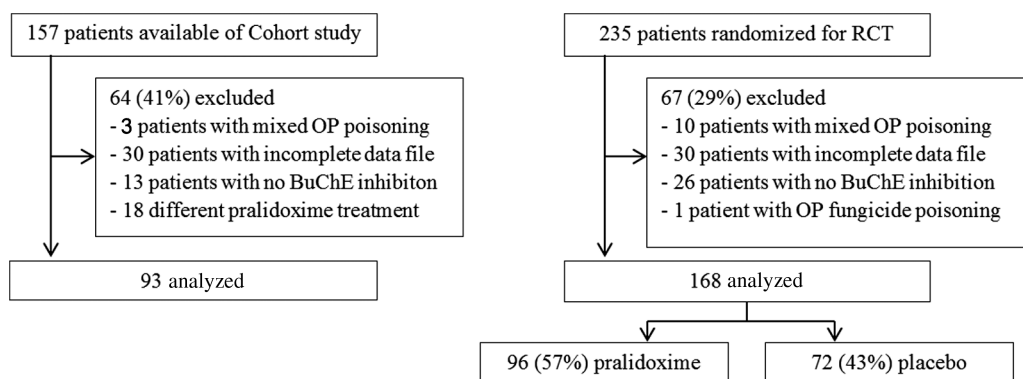 157 patients available of Cohort study
64 (41%) excluded
- 3 patients with mixed OP poisoning
- 30 patients with incomplete data file
- 13 patients with no BuChE inhibiton
- 18 different pralidoxime treatment
93 analyzed
235 patients randomized for RCT
67 (29%) excluded
- 10 patients with mixed OP poisoning
- 30 patients with incomplete data file
- 26 patients with no BuChE inhibition
- 1 patient with OP fungicide poisoning
168 analyzed
96 (57%) pralidoxime
72 (43%) placebo